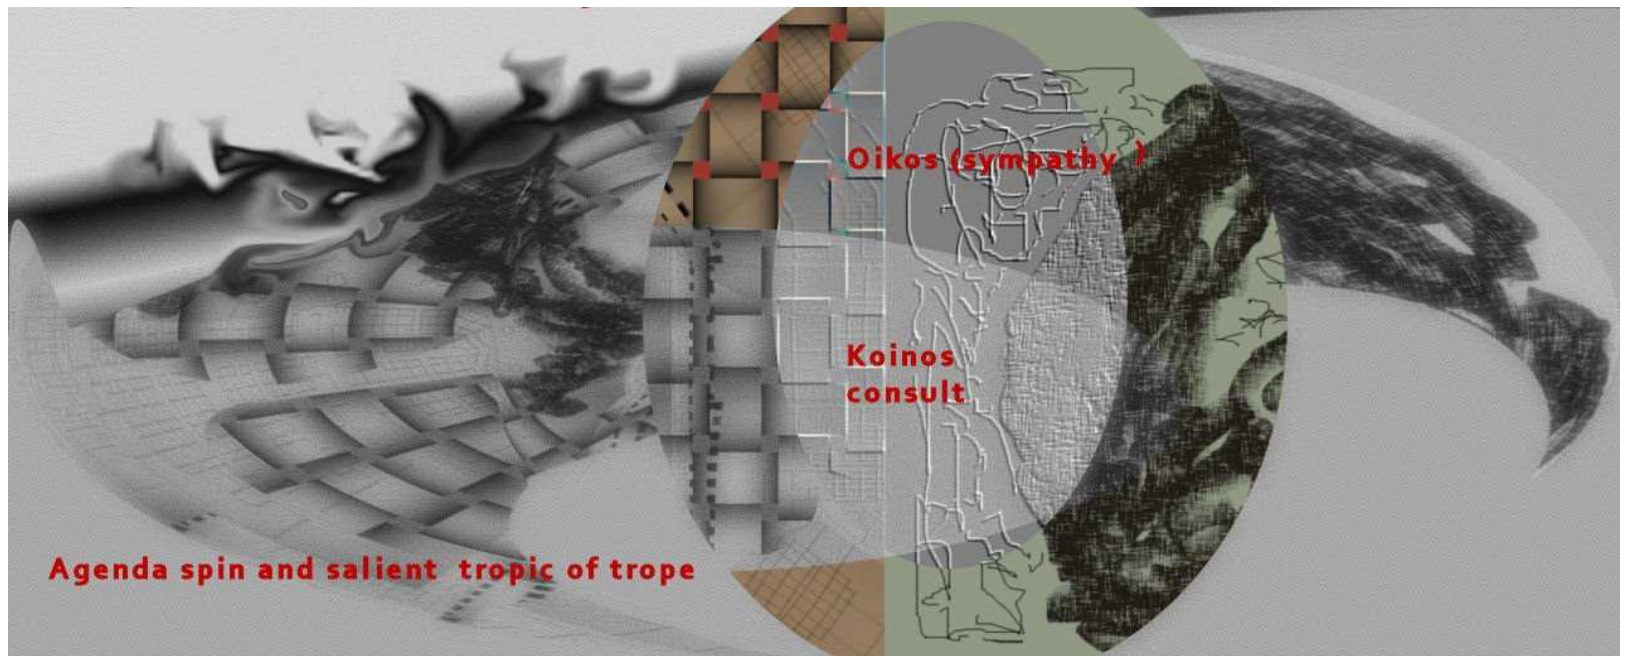 Oikos (sympathy )
Koinos
consult
Agenda spin and salient tropic of trope